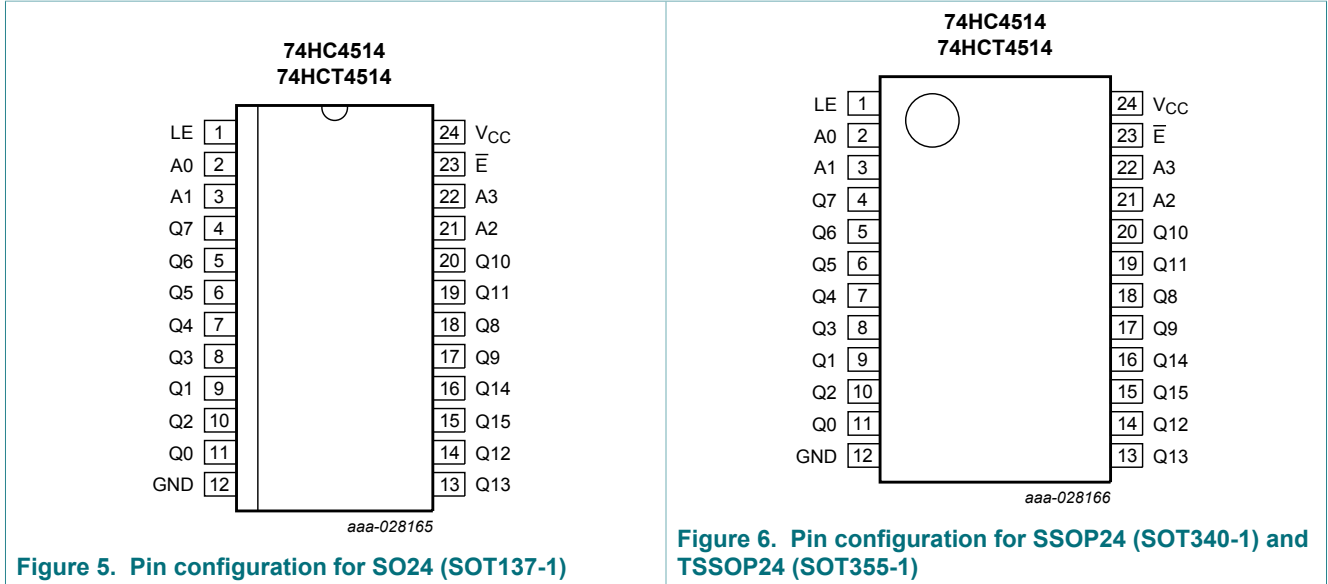 74HC4514
74HCT4514
LE 1 24 VCC
A0 2 23 E̅
A1 3 22 A3
Q7 4 21 A2
Q6 5 20 Q10
Q5 6 19 Q11
Q4 7 18 Q8
Q3 8 17 Q9
Q1 9 16 Q14
Q2 10 15 Q15
Q0 11 14 Q12
GND 12 13 Q13
aaa-028165
Figure 5. Pin configuration for SO24 (SOT137-1)
74HC4514
74HCT4514
LE 1 24 VCC
A0 2 23 E̅
A1 3 22 A3
Q7 4 21 A2
Q6 5 20 Q10
Q5 6 19 Q11
Q4 7 18 Q8
Q3 8 17 Q9
Q1 9 16 Q14
Q2 10 15 Q15
Q0 11 14 Q12
GND 12 13 Q13
aaa-028166
Figure 6. Pin configuration for SSOP24 (SOT340-1) and
TSSOP24 (SOT355-1)